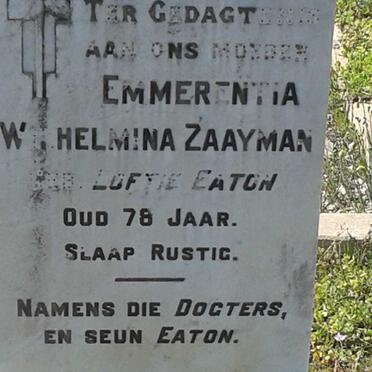 TER GEDAGTENIS
AAN ONS MOEDER
EMMERENTIA
WILHELMINA ZAAYMAN
GEB. LOFTIE EATON
OUD 78 JAAR.
SLAAP RUSTIG.
NAMENS DIE DOGTERS,
EN SEUN EATON.